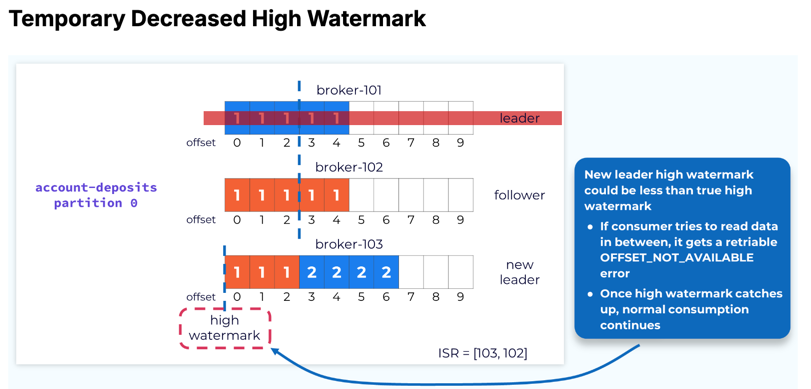 Temporary Decreased High Watermark
broker-101
1 1 1 1 1
leader
offset 0 1 2 3 4 5 6 7 8 9
broker-102
account-deposits
partition 0
1 1 1 1 1
follower
offset 0 1 2 3 4 5 6 7 8 9
broker-103
1 1 1 2 2 2 2
new
leader
offset 0 1 2 3 4 5 6 7 8 9
high
watermark
ISR = [103, 102]
New leader high watermark
could be less than true high
watermark
• If consumer tries to read data
in between, it gets a retriable
OFFSET_NOT_AVAILABLE
error
• Once high watermark catches
up, normal consumption
continues